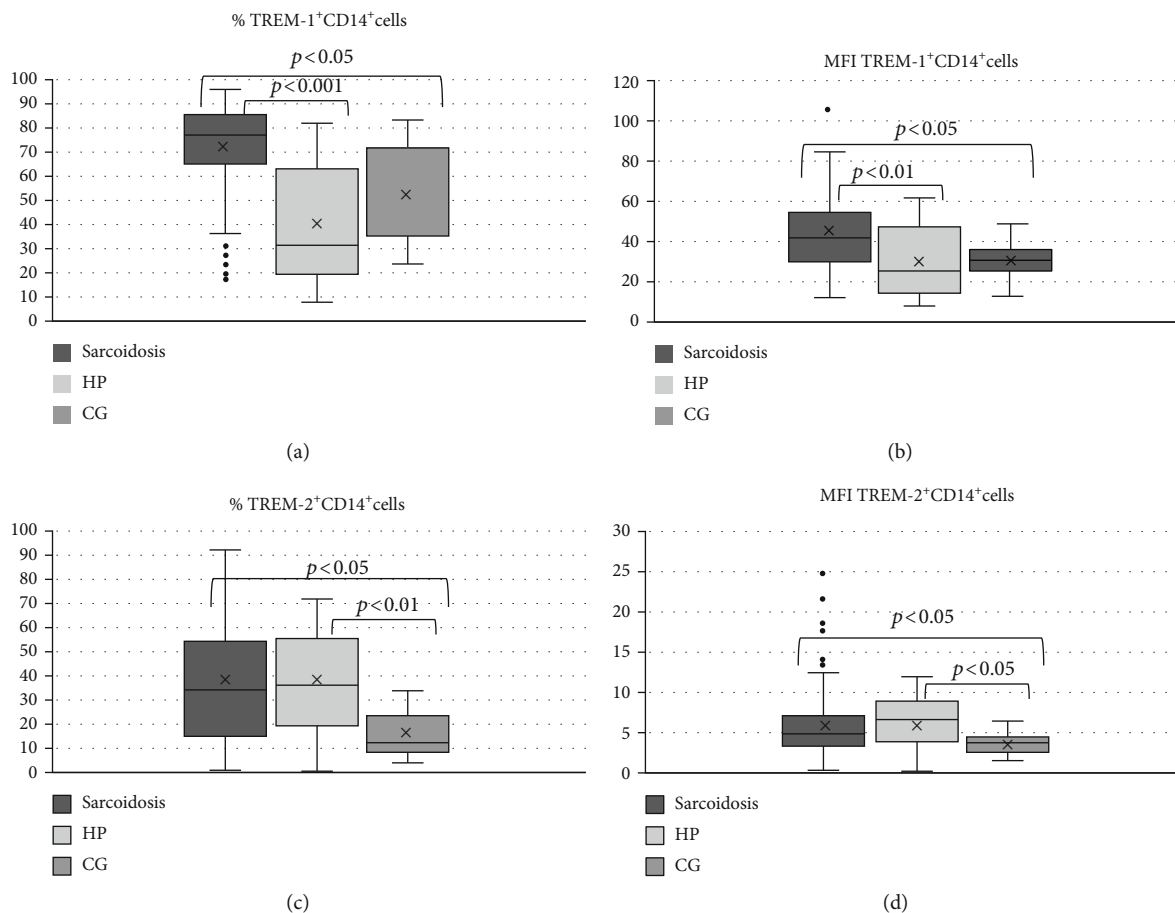 % TREM-1⁺CD14⁺cells
p<0.05
p<0.001
100
90
80
70
60
50
40
30
20
10
0
Sarcoidosis
HP
CG
(a)
MFI TREM-1⁺CD14⁺cells
120
100
80
60
40
20
0
p<0.05
p<0.01
Sarcoidosis
HP
CG
(b)
% TREM-2⁺CD14⁺cells
100
90
80
70
60
50
40
30
20
10
0
p<0.05
p<0.01
Sarcoidosis
HP
CG
(c)
MFI TREM-2⁺CD14⁺cells
30
25
20
15
10
5
0
p<0.05
p<0.05
Sarcoidosis
HP
CG
(d)